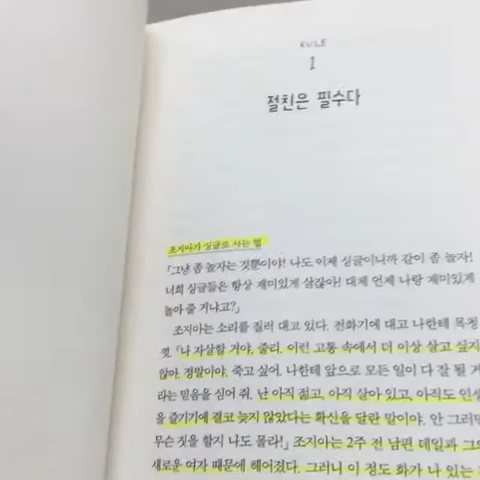 RULE
1
절친은 필수다
조지아가 싱글로 사는 법
「그냥 좀 놀자는 것뿐이야! 나도 이제 싱글이니까 같이 좀 놀자!
너희 싱글들은 항상 재미있게 살잖아! 대체 언제 나랑 재미있게
놀아 줄 거냐고?」
조지아는 소리를 질러 대고 있다. 전화기에 대고 나한테 목청
껏. 「나 자살할 거야, 줄리. 이런 고통 속에서 더 이상 살고 싶지
않아. 정말이야. 죽고 싶어. 나한테 앞으로 모든 일이 다 잘 될 거
라는 믿음을 심어 줘. 난 아직 젊고, 아직 살아 있고, 아직도 인생
을 즐기기에 결코 늦지 않았다는 확신을 달란 말이야. 안 그러면
무슨 짓을 할지 나도 몰라!」 조지아는 2주 전 남편 데일과 그의
새로운 여자 때문에 헤어졌다. 그러니 이 정도 화가 나 있는